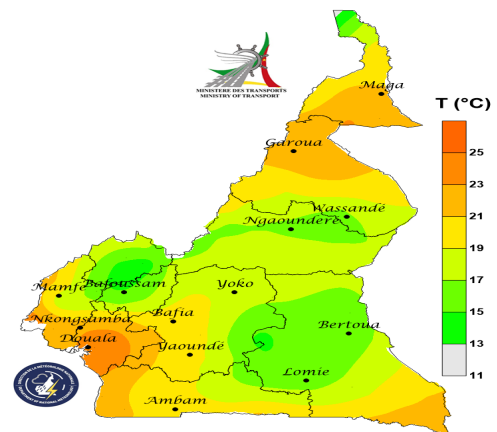 MINISTERE DES TRANSPORTS
MINISTRY OF TRANSPORT
T (°C)
Maga
Garoua
Wassandé
Ngaoundéré
Mamfe
Bafoussam
Yoko
Nkongsamba
Bafia
Douala
Yaoundé
Bertoua
Lomie
Ambam
25
23
21
19
17
15
13
11